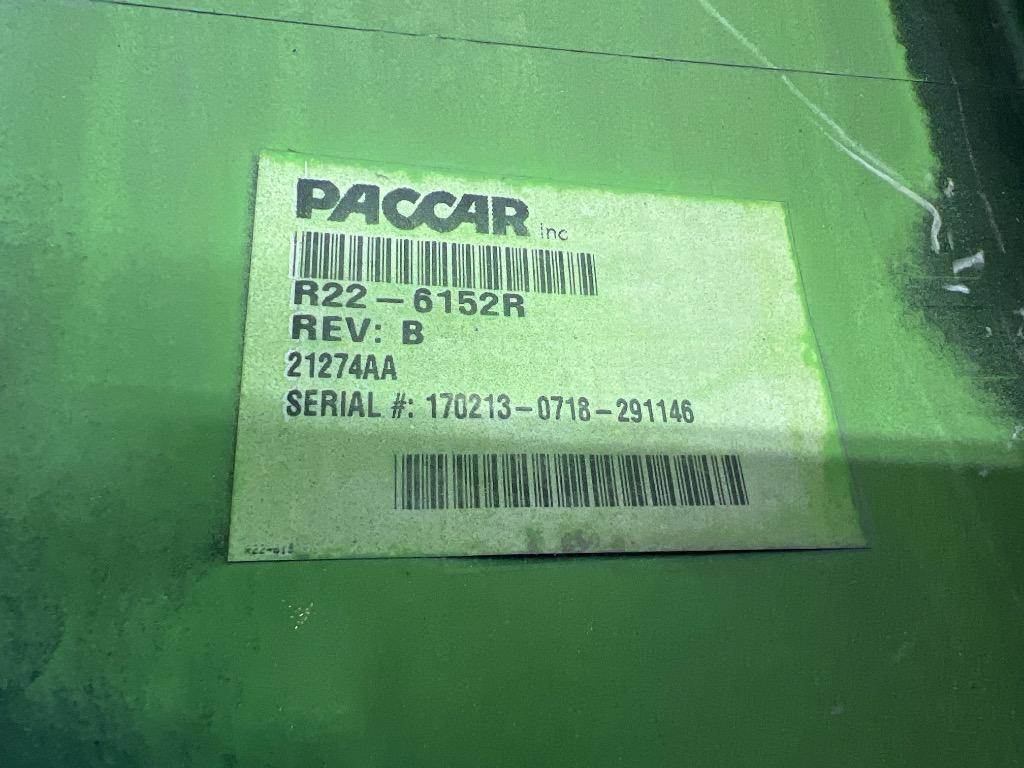 PACCAR inc
R22-6152R
REV: B
21274AA
SERIAL #: 170213-0718-291146